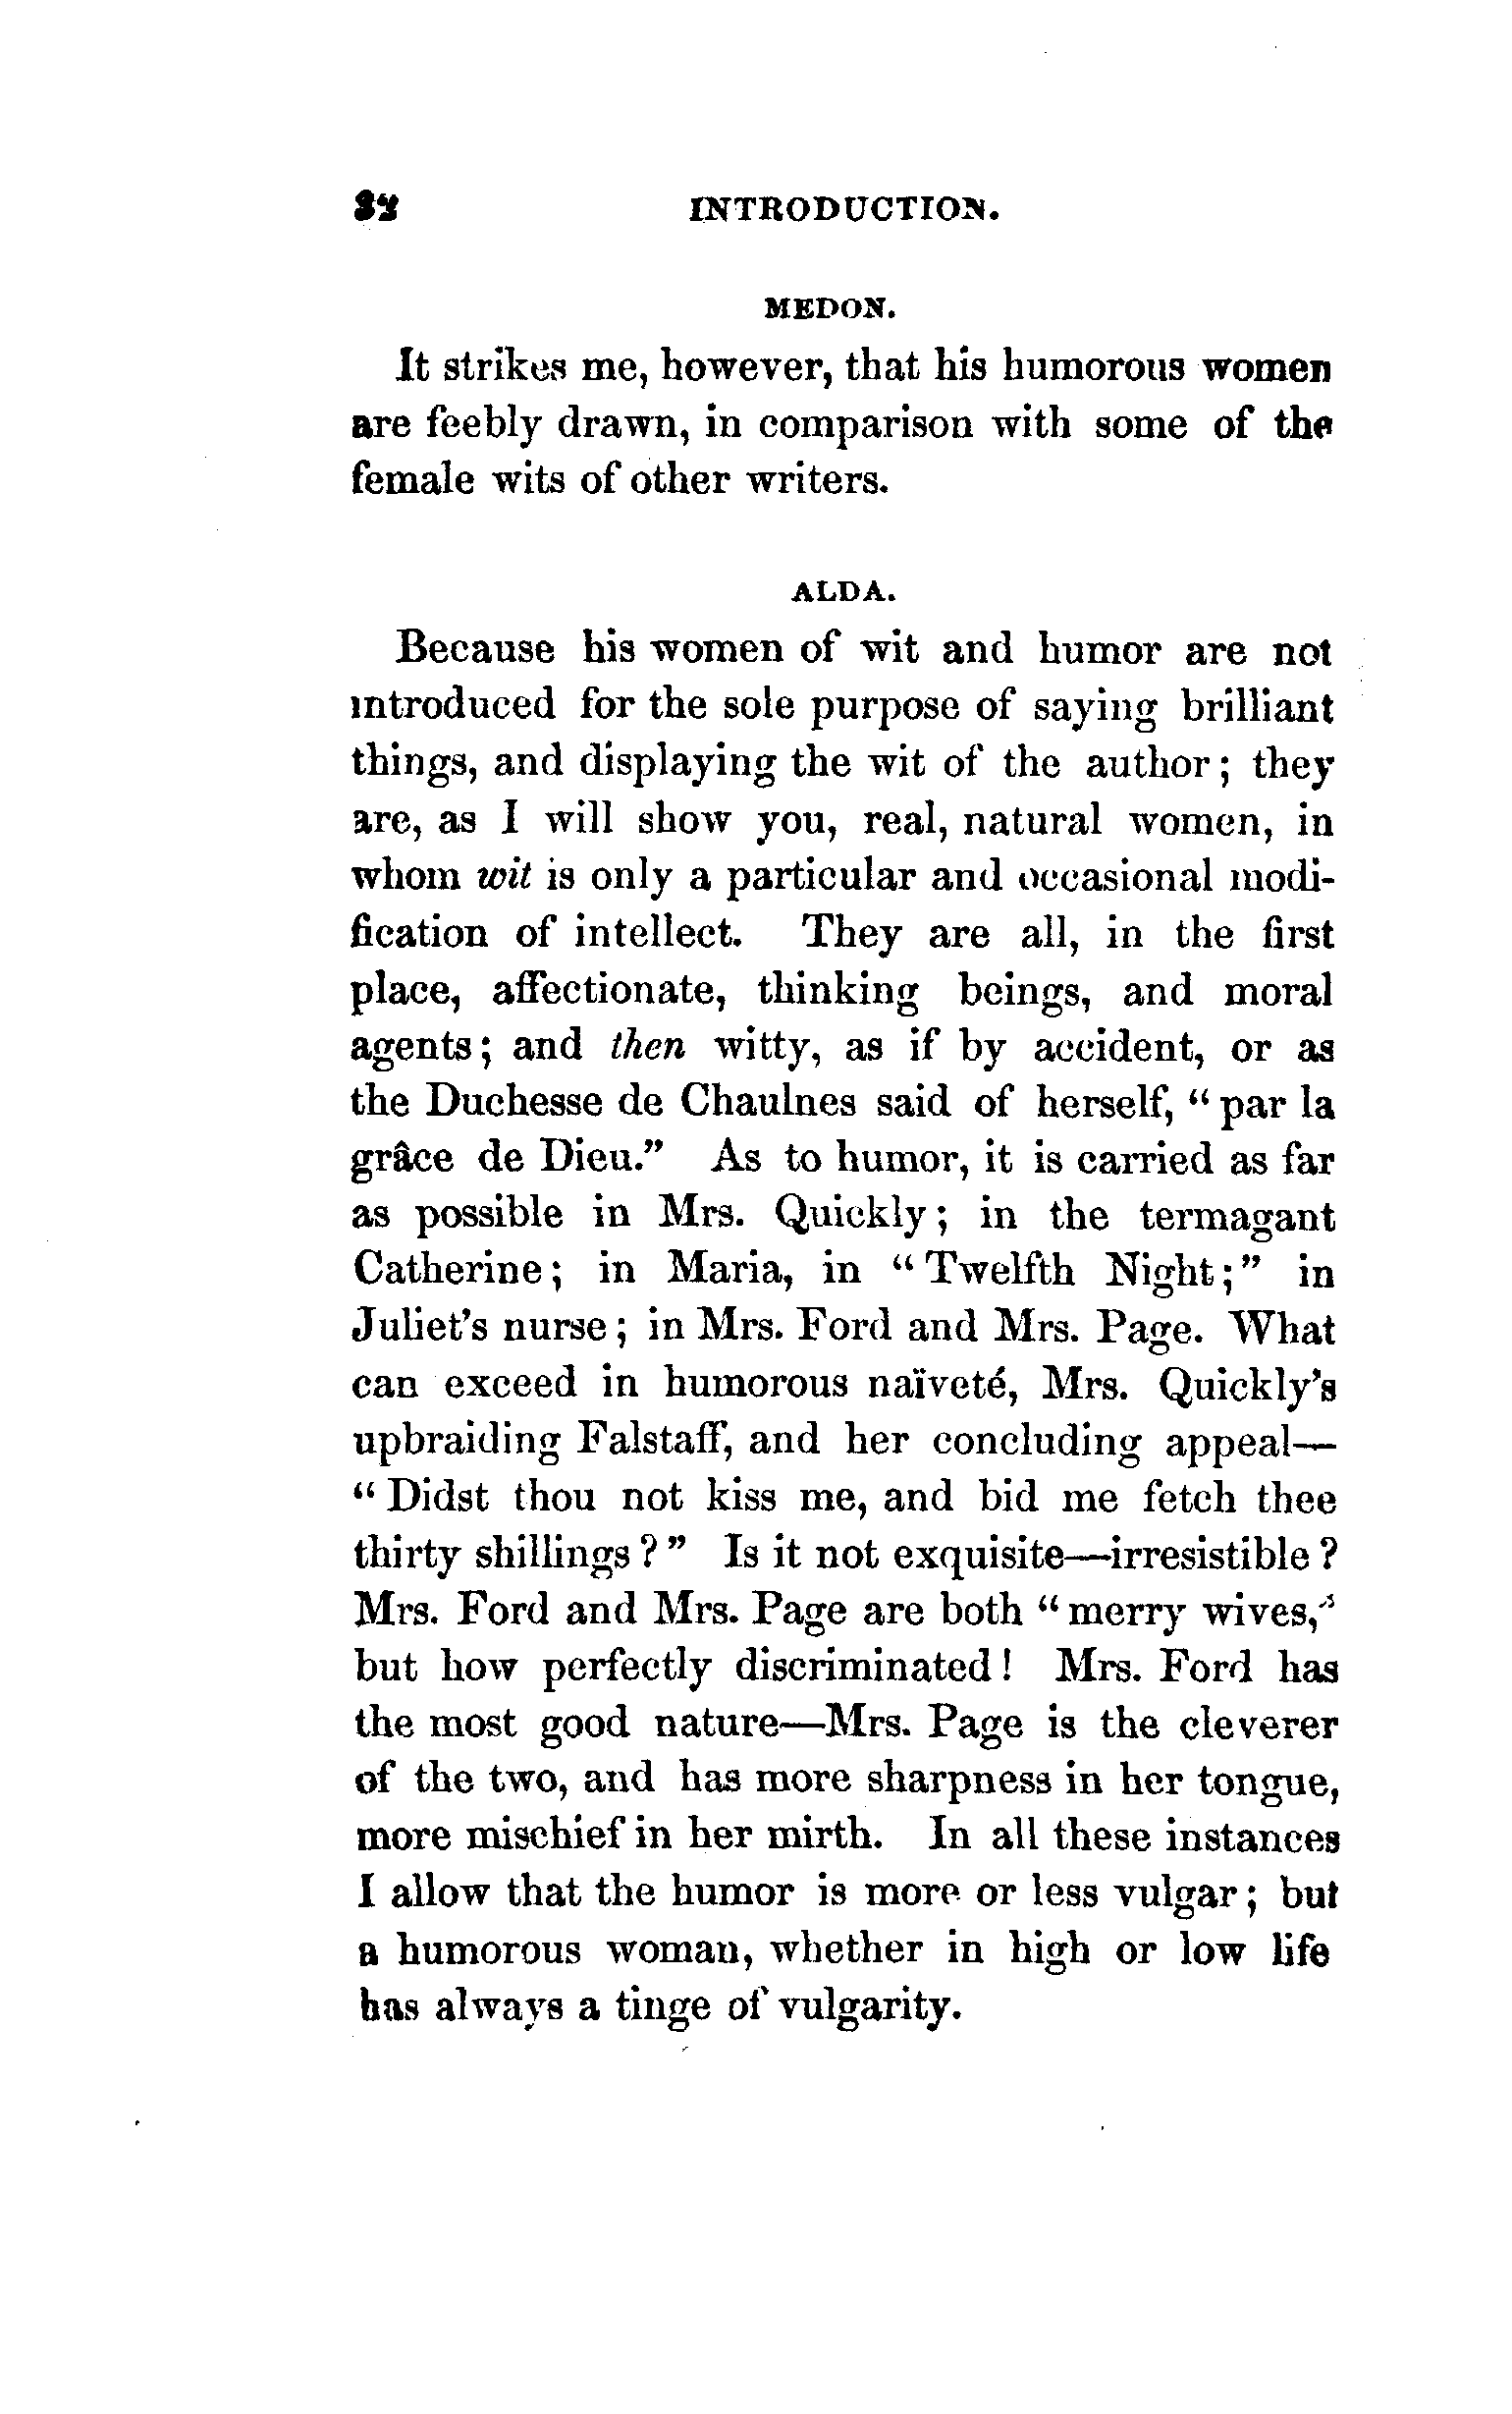 INTRODUCTION.
MEDON.
It strikes me, however, that his humorous women
are feebly drawn, in comparison with some of the
female wits of other writers.
ALDA.
Because his women of wit and humor are not
introduced for the sole purpose of saying brilliant
things, and displaying the wit of the author; they
are, as I will show you, real, natural women, in
whom wit is only a particular and occasional modi-
fication of intellect. They are all, in the first
place, affectionate, thinking beings, and moral
agents; and then witty, as if by accident, or as
the Duchesse de Chaulnes said of herself, "par la
grâce de Dieu." As to humor, it is carried as far
as possible in Mrs. Quickly; in the termagant
Catherine; in Maria, in "Twelfth Night;" in
Juliet's nurse; in Mrs. Ford and Mrs. Page. What
can exceed in humorous naïveté, Mrs. Quickly's
upbraiding Falstaff, and her concluding appeal—
"Didst thou not kiss me, and bid me fetch thee
thirty shillings?" Is it not exquisite—irresistible?
Mrs. Ford and Mrs. Page are both "merry wives,"
but how perfectly discriminated! Mrs. Ford has
the most good nature—Mrs. Page is the cleverer
of the two, and has more sharpness in her tongue,
more mischief in her mirth. In all these instances
I allow that the humor is more or less vulgar; but
a humorous woman, whether in high or low life
has always a tinge of vulgarity.